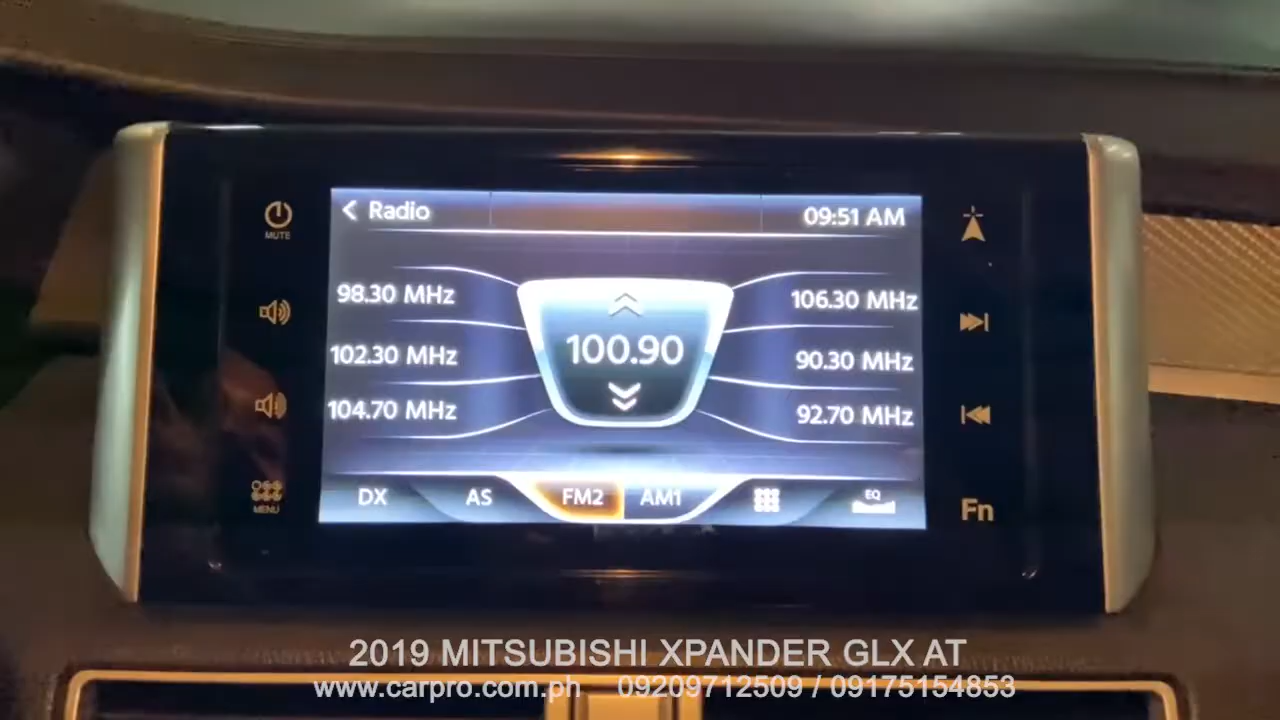 Radio 09:51 AM
MUTE
98.30 MHz 106.30 MHz
100.90
102.30 MHz 90.30 MHz
104.70 MHz 92.70 MHz
DX AS FM2 AM1 EQ
MENU
Fn
2019 MITSUBISHI XPANDER GLX AT
www.carpro.com.ph 09209712509 / 09175154853